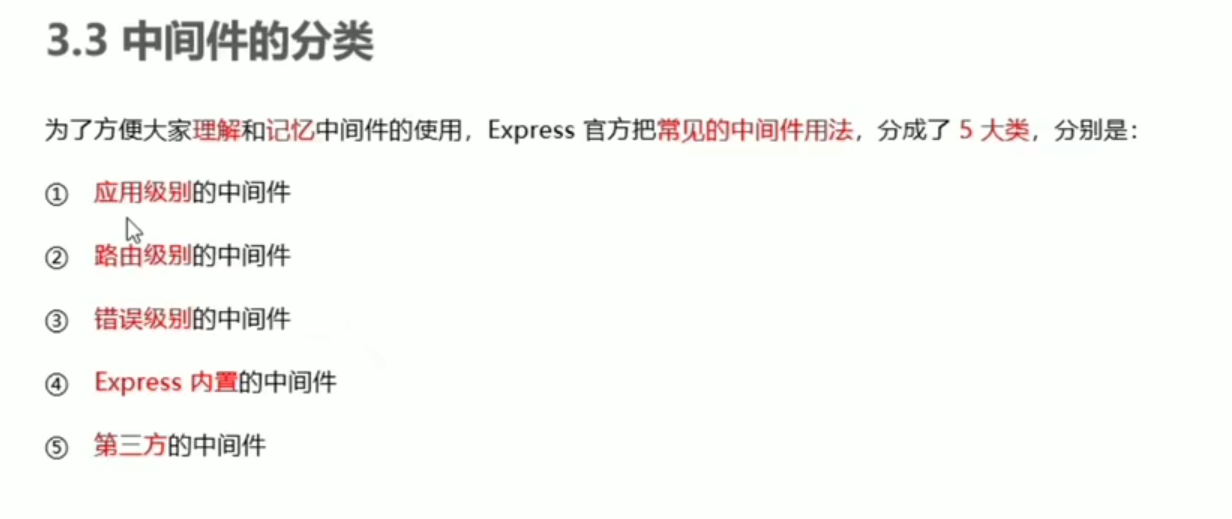 3.3 中间件的分类
为了方便大家理解和记忆中间件的使用，Express 官方把常见的中间件用法，分成了 5 大类，分别是：
① 应用级别的中间件
② 路由级别的中间件
③ 错误级别的中间件
④ Express 内置的中间件
⑤ 第三方的中间件